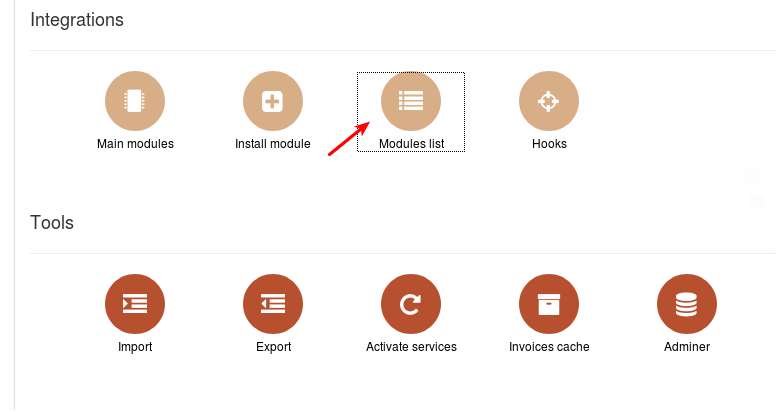 Integrations
Main modules Install module Modules list Hooks
Tools
Import Export Activate services Invoices cache Adminer